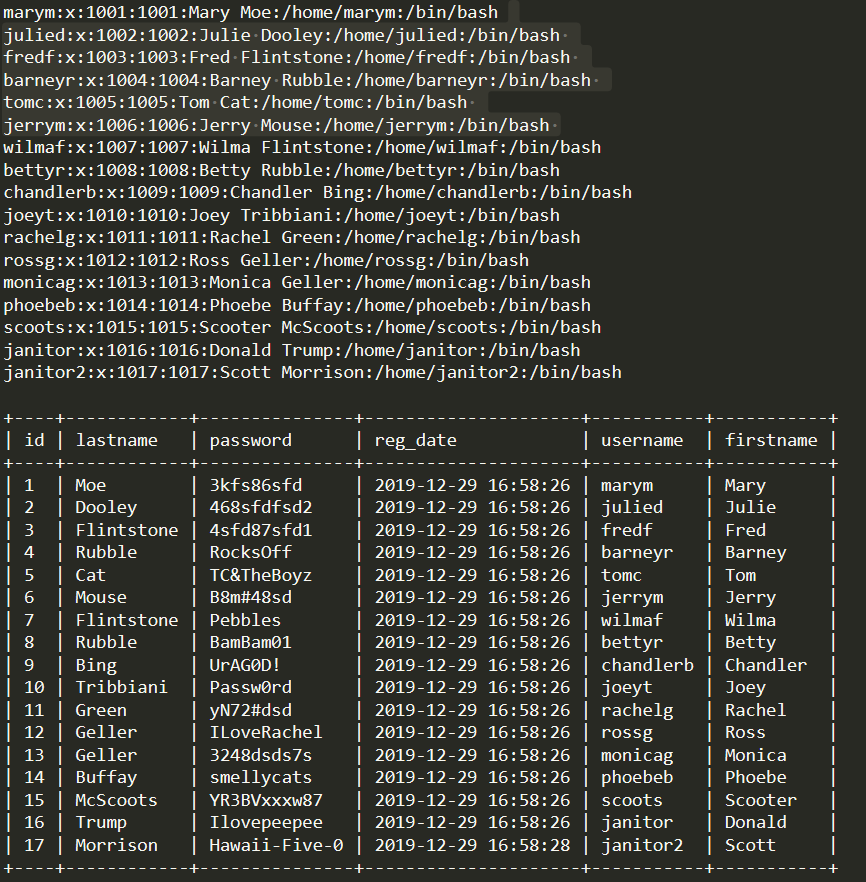 marym:x:1001:1001:Mary Moe:/home/marym:/bin/bash
julied:x:1002:1002:Julie Dooley:/home/julied:/bin/bash
fredf:x:1003:1003:Fred Flintstone:/home/fredf:/bin/bash
barneyr:x:1004:1004:Barney Rubble:/home/barneyr:/bin/bash
tomc:x:1005:1005:Tom Cat:/home/tomc:/bin/bash
jerrym:x:1006:1006:Jerry Mouse:/home/jerrym:/bin/bash
wilmaf:x:1007:1007:Wilma Flintstone:/home/wilmaf:/bin/bash
bettyr:x:1008:1008:Betty Rubble:/home/bettyr:/bin/bash
chandlerb:x:1009:1009:Chandler Bing:/home/chandlerb:/bin/bash
joeyt:x:1010:1010:Joey Tribbiani:/home/joeyt:/bin/bash
rachelg:x:1011:1011:Rachel Green:/home/rachelg:/bin/bash
rossg:x:1012:1012:Ross Geller:/home/rossg:/bin/bash
monicag:x:1013:1013:Monica Geller:/home/monicag:/bin/bash
phoebeb:x:1014:1014:Phoebe Buffay:/home/phoebeb:/bin/bash
scoots:x:1015:1015:Scooter McScoots:/home/scoots:/bin/bash
janitor:x:1016:1016:Donald Trump:/home/janitor:/bin/bash
janitor2:x:1017:1017:Scott Morrison:/home/janitor2:/bin/bash
+----+------------+---------------+---------------------+-----------+-----------+
| id | lastname   | password      | reg_date            | username  | firstname |
+----+------------+---------------+---------------------+-----------+-----------+
| 1  | Moe        | 3kfs86sfd     | 2019-12-29 16:58:26 | marym     | Mary      |
| 2  | Dooley     | 468sfdfsd2    | 2019-12-29 16:58:26 | julied    | Julie     |
| 3  | Flintstone | 4sfd87sfd1    | 2019-12-29 16:58:26 | fredf     | Fred      |
| 4  | Rubble     | RocksOff      | 2019-12-29 16:58:26 | barneyr   | Barney    |
| 5  | Cat        | TC&TheBoyz    | 2019-12-29 16:58:26 | tomc      | Tom       |
| 6  | Mouse      | B8m#48sd      | 2019-12-29 16:58:26 | jerrym    | Jerry     |
| 7  | Flintstone | Pebbles       | 2019-12-29 16:58:26 | wilmaf    | Wilma     |
| 8  | Rubble     | BamBam01      | 2019-12-29 16:58:26 | bettyr    | Betty     |
| 9  | Bing       | UrAG0D!       | 2019-12-29 16:58:26 | chandlerb | Chandler  |
| 10 | Tribbiani  | Passw0rd      | 2019-12-29 16:58:26 | joeyt     | Joey      |
| 11 | Green      | yN72#dsd      | 2019-12-29 16:58:26 | rachelg   | Rachel    |
| 12 | Geller     | ILoveRachel   | 2019-12-29 16:58:26 | rossg     | Ross      |
| 13 | Geller     | 3248dsds7s    | 2019-12-29 16:58:26 | monicag   | Monica    |
| 14 | Buffay     | smellycats    | 2019-12-29 16:58:26 | phoebeb   | Phoebe    |
| 15 | McScoots   | YR3BVxxxw87   | 2019-12-29 16:58:26 | scoots    | Scooter   |
| 16 | Trump      | Ilovepeepee   | 2019-12-29 16:58:26 | janitor   | Donald    |
| 17 | Morrison   | Hawaii-Five-0 | 2019-12-29 16:58:28 | janitor2  | Scott     |
+----+------------+---------------+---------------------+-----------+-----------+